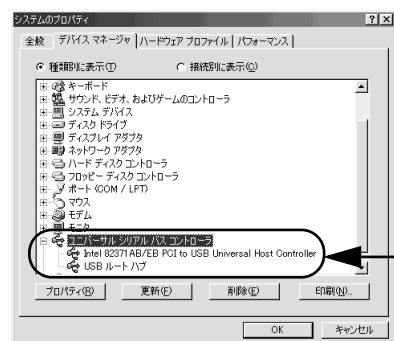 システムのプロパティ
全般 デバイス マネージャ ハードウェア プロファイル パフォーマンス
種類別に表示(T) 接続別に表示(C)
キーボード
サウンド、ビデオ、およびゲームのコントローラ
システム デバイス
ディスク ドライブ
ディスプレイ アダプタ
ネットワーク アダプタ
ハード ディスク コントローラ
フロッピー ディスク コントローラ
ポート (COM / LPT)
マウス
モデム
モニタ
ユニバーサル シリアル バス コントローラ
Intel 82371AB/EB PCI to USB Universal Host Controller
USB ルート ハブ
プロパティ(R) 更新(F) 削除(E) 印刷(N)...
OK キャンセル